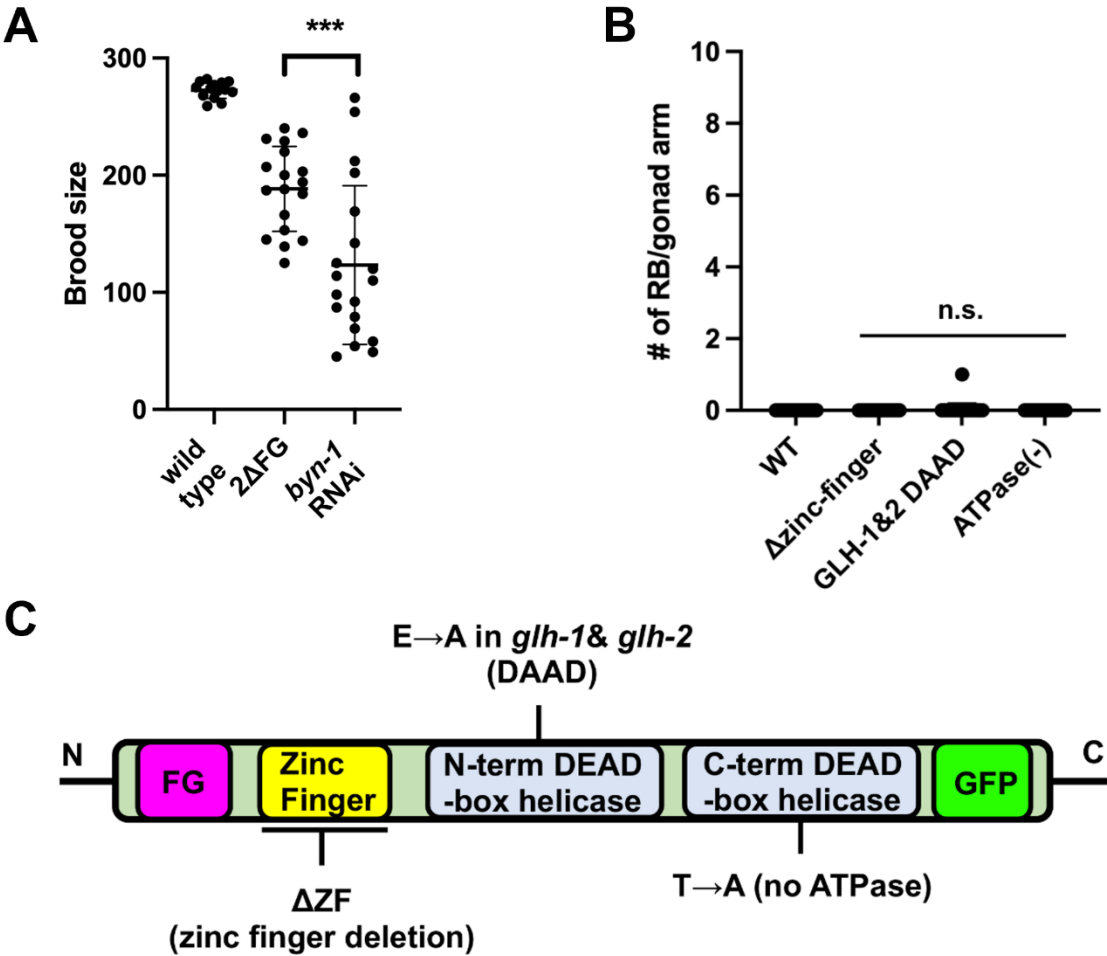 A
***
300
200
100
0
Brood size
wild
type
2ΔFG
byn-1
RNAi
B
10
8
6
4
2
0
# of RB/gonad arm
n.s.
WT
Δzinc-finger
GLH-1&2 DAAD
ATPase(-)
C
E→A in glh-1& glh-2
(DAAD)
N
FG
Zinc
Finger
N-term DEAD
-box helicase
C-term DEAD
-box helicase
GFP
C
ΔZF
(zinc finger deletion)
T→A (no ATPase)